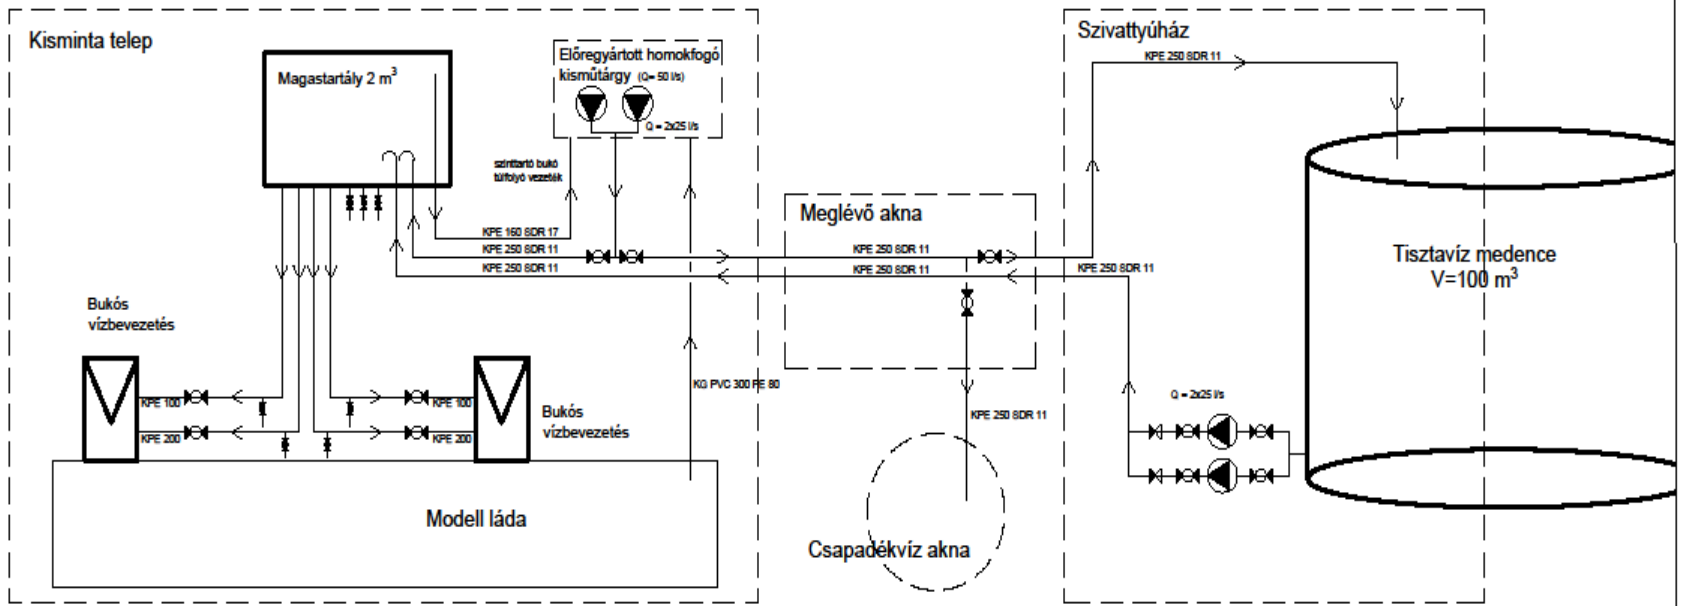 Kisminta telep
Magastartály 2 m³
Előregyártott homokfogó
kisműtárgy (Q= 50 l/s)
Q = 2x25 l/s
szinttartó bukó
túlfolyó vezeték
KPE 160 SDR 17
KPE 250 SDR 11
KPE 250 SDR 11
Bukós
vízbevezetés
KPE 100
KPE 200
KPE 100
KPE 200
Bukós
vízbevezetés
KG PVC 300 PE 80
Modell láda
Meglévő akna
KPE 250 SDR 11
KPE 250 SDR 11
KPE 250 SDR 11
Csapadékvíz akna
Szivattyúház
KPE 250 SDR 11
KPE 250 SDR 11
Q = 2x25 l/s
Tisztavíz medence
V=100 m³